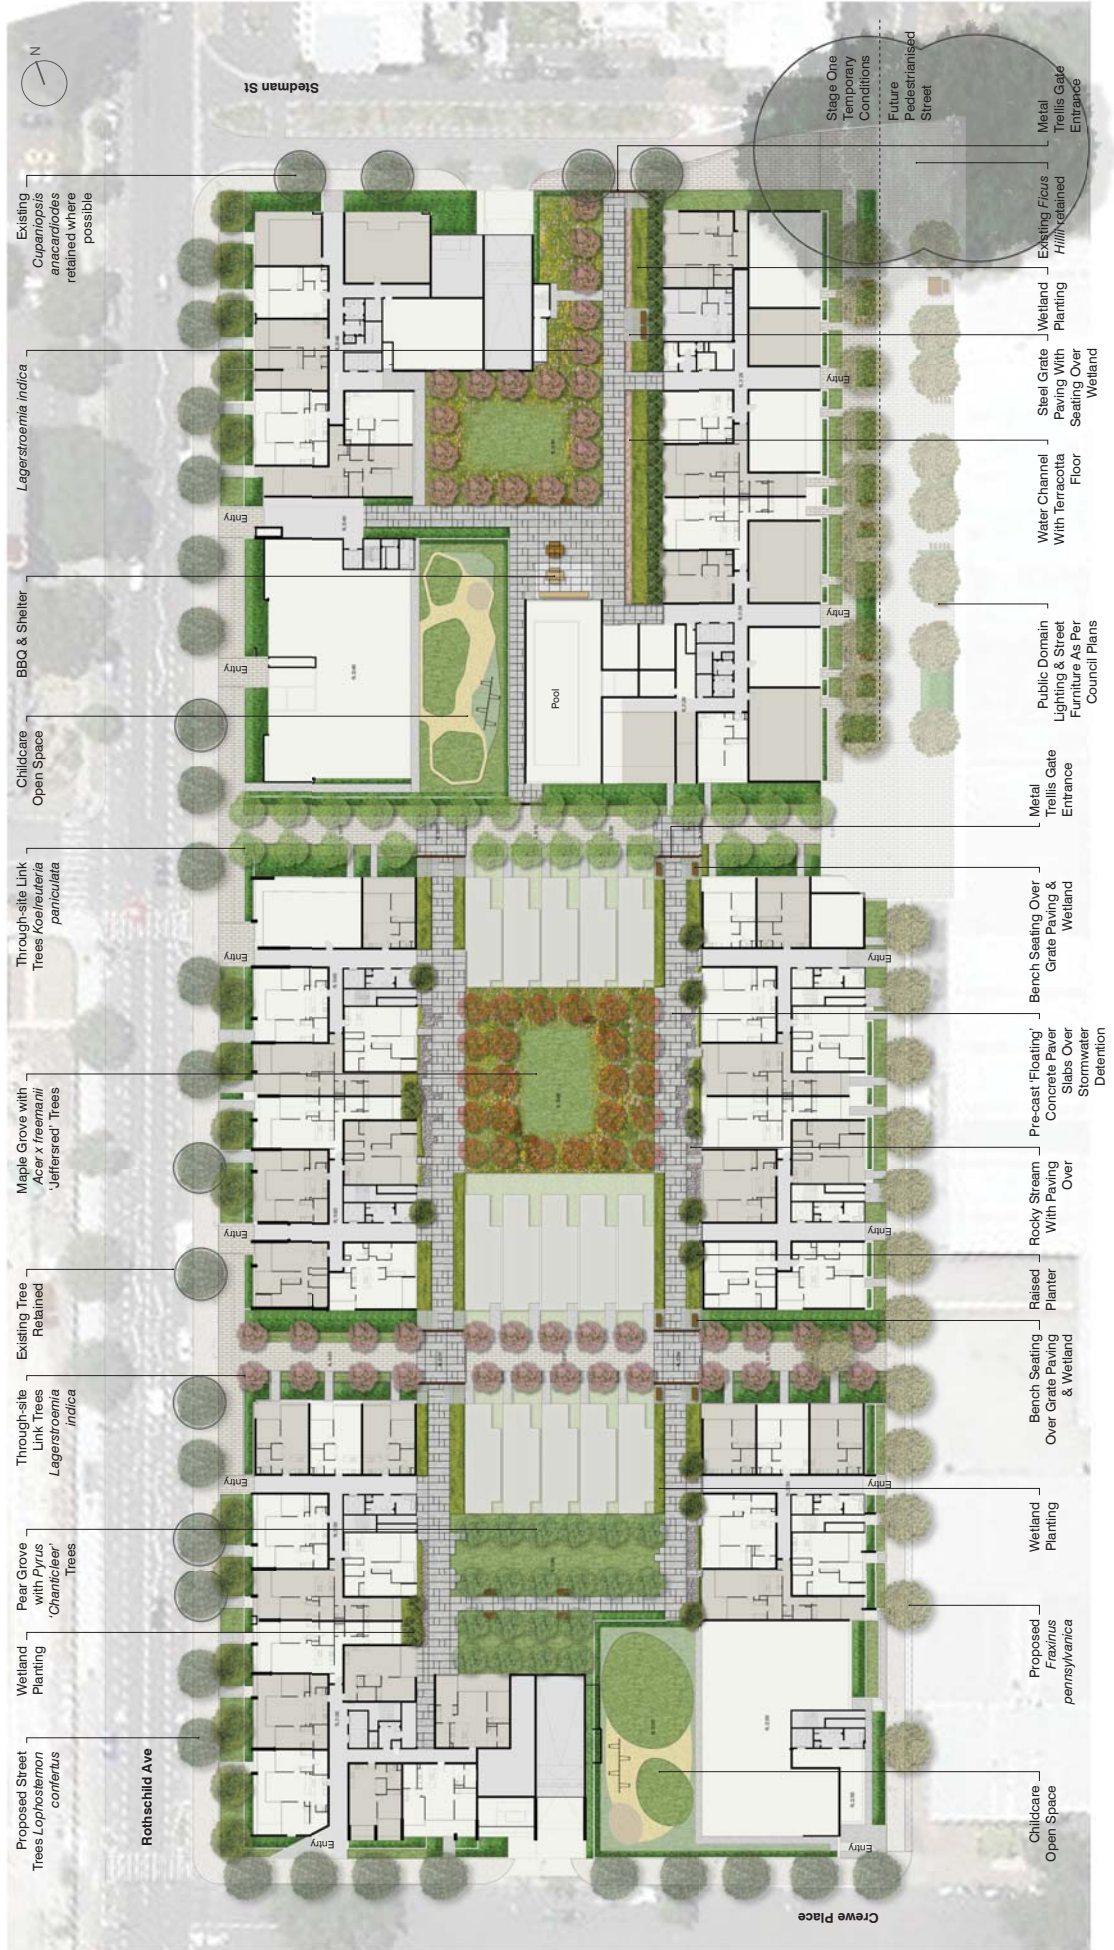 Proposed Street
Trees Lophostemon
confertus
Wetland
Planting
Pear Grove
with Pyrus
‘Chanticleer’
Trees
Through-site
Link Trees
Lagerstroemia
indica
Existing Tree
Retained
Maple Grove with
Acer x freemanii
‘Jeffersred’ Trees
Through-site Link
Trees Koelreuteria
paniculata
Childcare
Open Space
BBQ & Shelter
Lagerstroemia indica
Existing
Cupaniopsis
anacardiodes
retained where
possible
N
Rothschild Ave
Stedman St
Crewe Place
Entry
Entry
Entry
Entry
Entry
Entry
Pool
Entry
Entry
Entry
Entry
Entry
Entry
Stage One
Temporary
Conditions
Future
Pedestrianised
Street
Childcare
Open Space
Proposed
Fraxinus
pennsylvanica
Wetland
Planting
Bench Seating
Over Grate Paving
& Wetland
Raised
Planter
Rocky Stream
With Paving
Over
Pre-cast ‘Floating’
Concrete Paver
Slabs Over
Stormwater
Detention
Bench Seating Over
Grate Paving &
Wetland
Metal
Trellis Gate
Entrance
Public Domain
Lighting & Street
Furniture As Per
Council Plans
Water Channel
With Terracotta
Floor
Steel Grate
Paving With
Seating Over
Wetland
Wetland
Planting
Existing Ficus
Hillii retained
Metal
Trellis Gate
Entrance